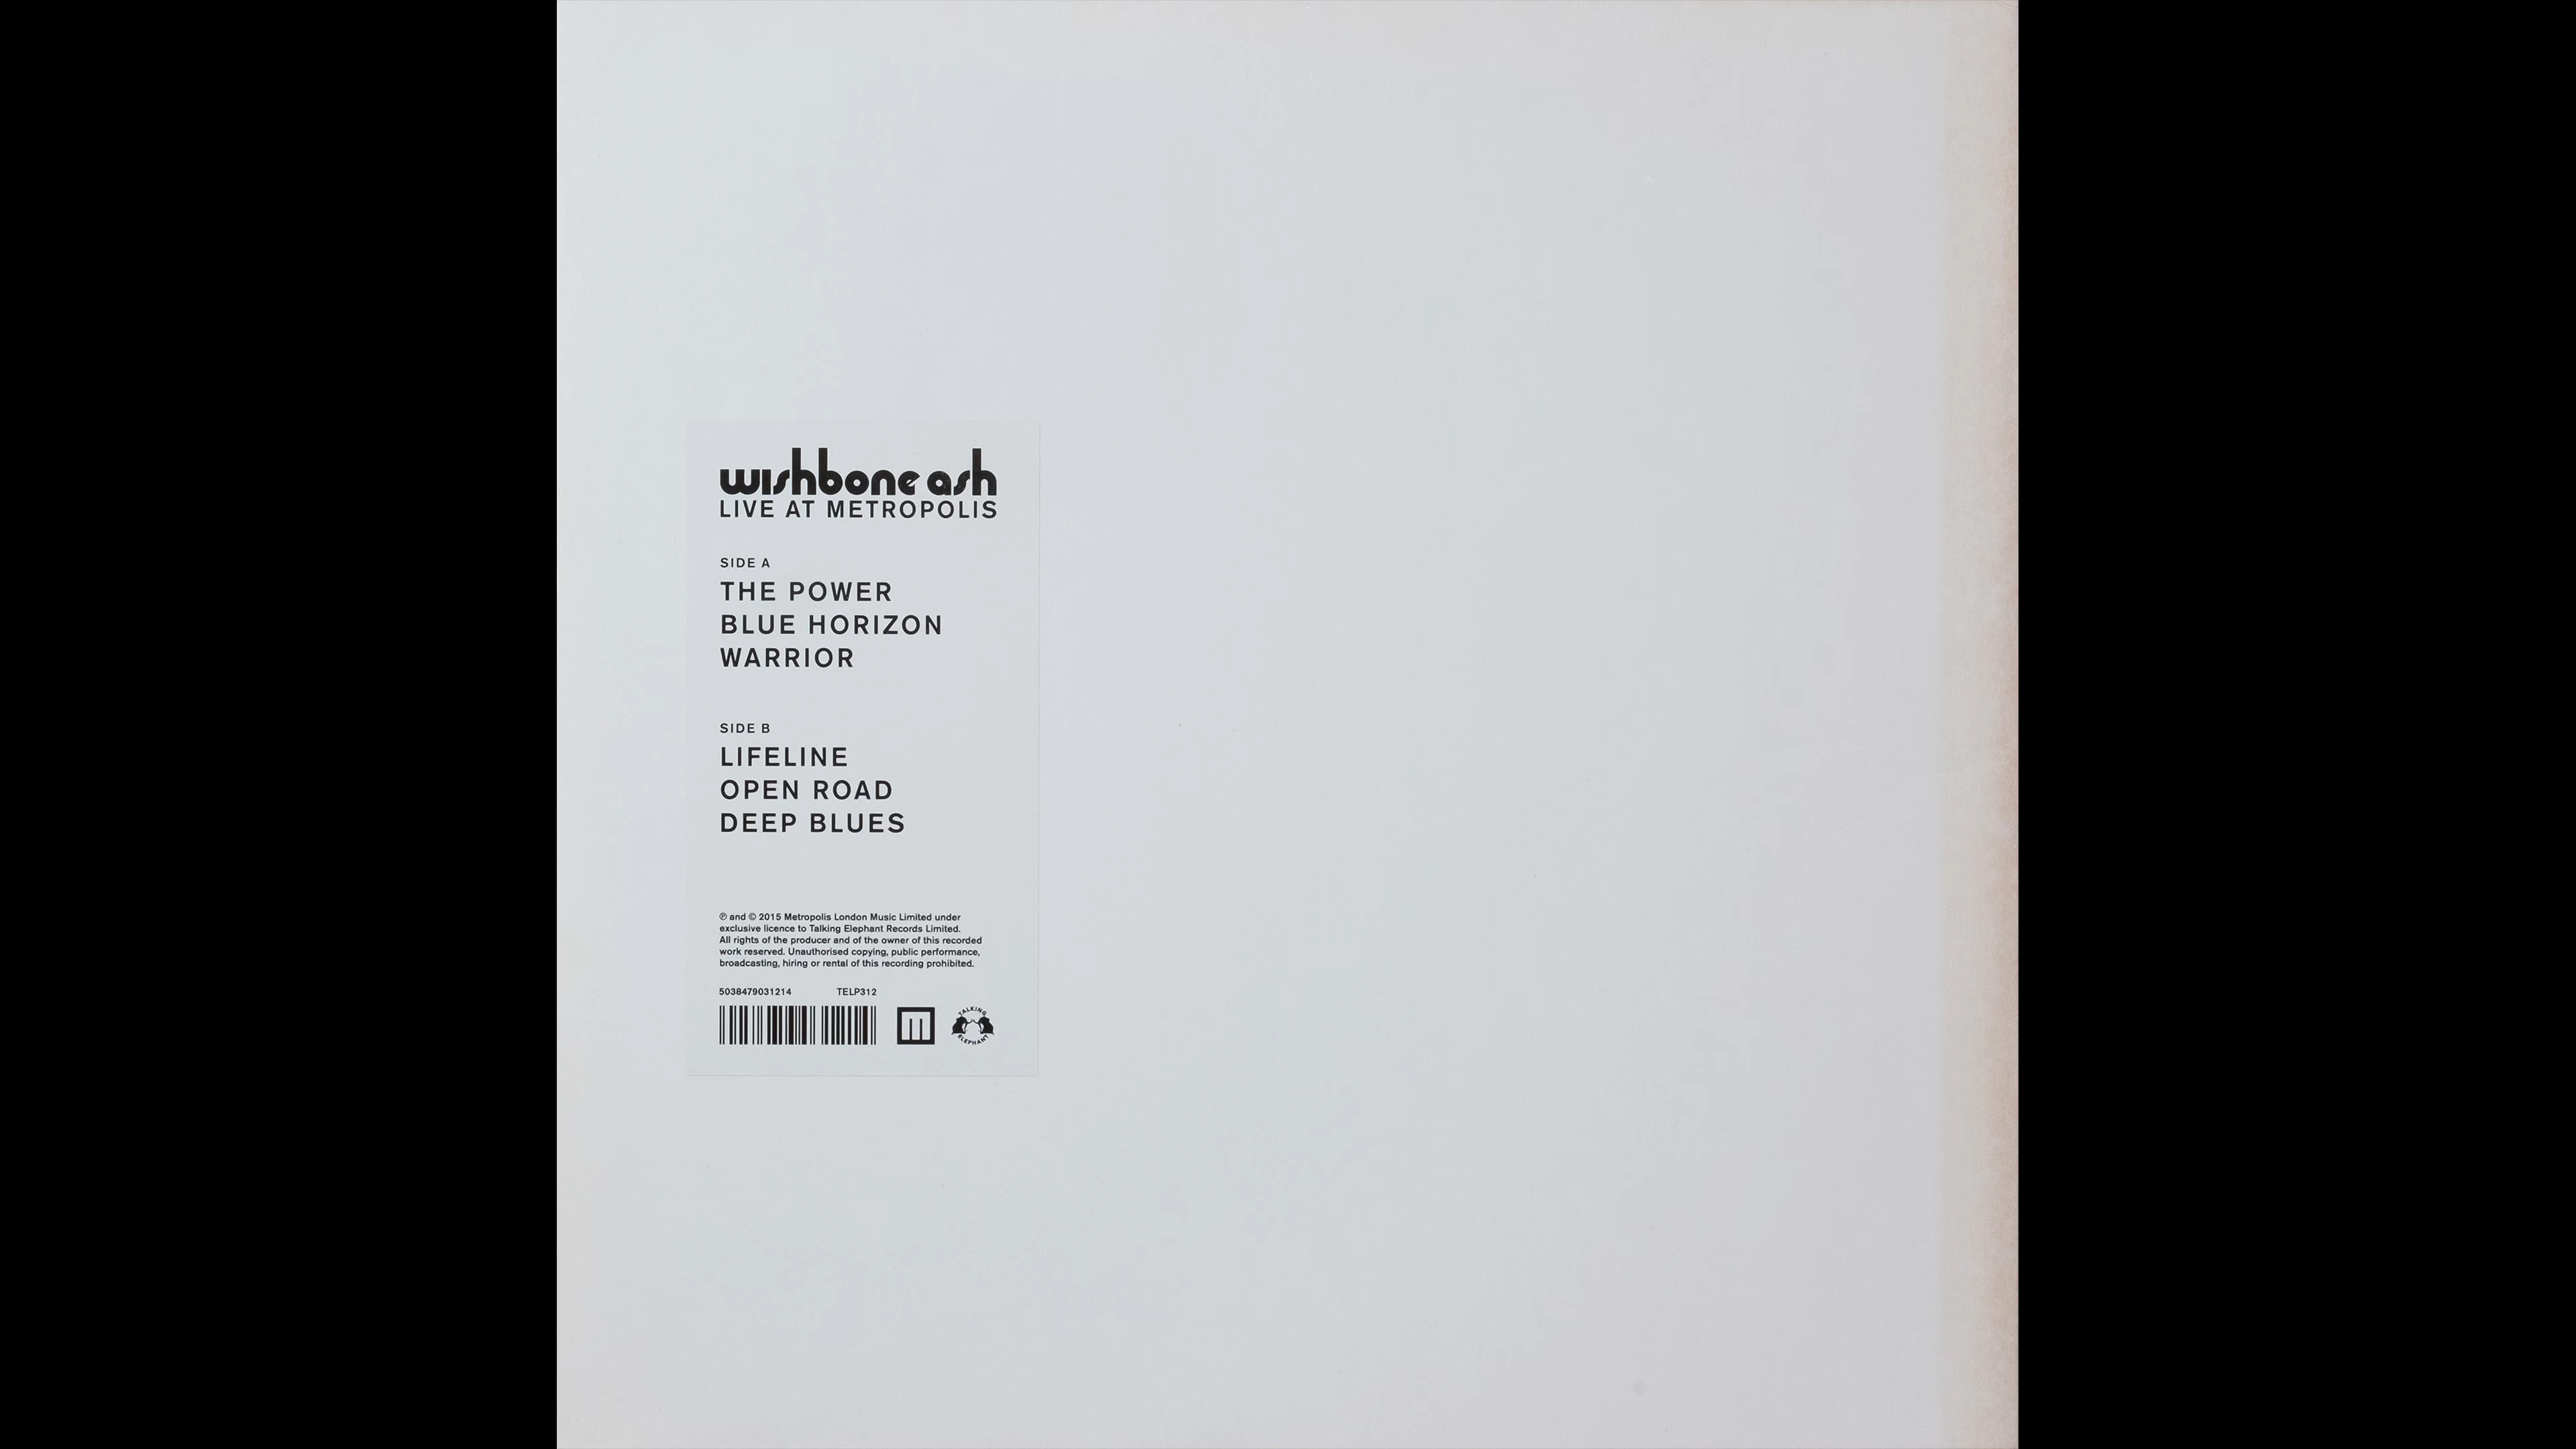 wishbone ash
LIVE AT METROPOLIS
SIDE A
THE POWER
BLUE HORIZON
WARRIOR
SIDE B
LIFELINE
OPEN ROAD
DEEP BLUES
℗ and © 2015 Metropolis London Music Limited under
exclusive licence to Talking Elephant Records Limited.
All rights of the producer and of the owner of this recorded
work reserved. Unauthorised copying, public performance,
broadcasting, hiring or rental of this recording prohibited.
5038479031214 TELP312
m
TALKING
ELEPHANT